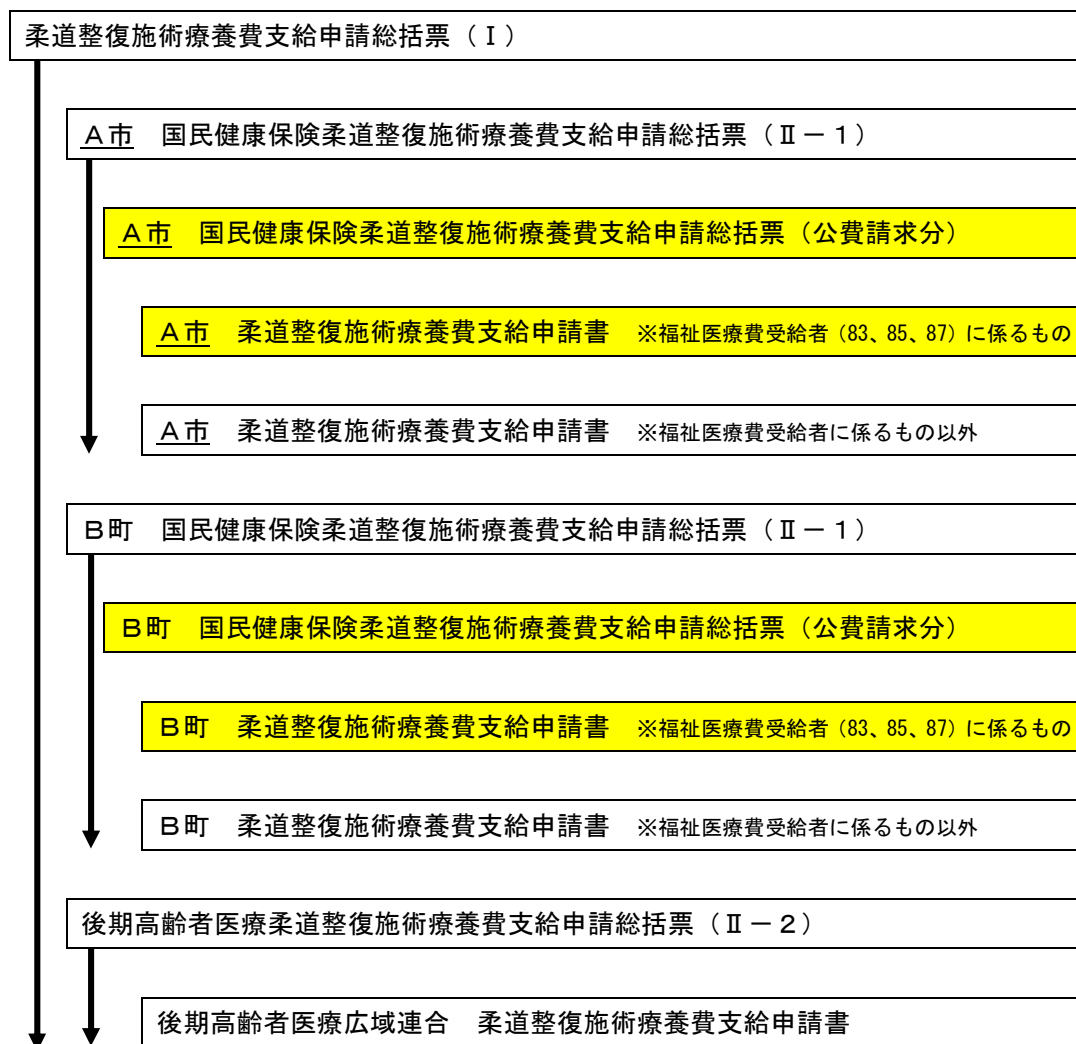 柔道整復施術療養費支給申請総括票（Ⅰ）
A市　国民健康保険柔道整復施術療養費支給申請総括票（Ⅱ－１）
A市　国民健康保険柔道整復施術療養費支給申請総括票（公費請求分）
A市　柔道整復施術療養費支給申請書　※福祉医療費受給者（83、85、87）に係るもの
A市　柔道整復施術療養費支給申請書　※福祉医療費受給者に係るもの以外
B町　国民健康保険柔道整復施術療養費支給申請総括票（Ⅱ－１）
B町　国民健康保険柔道整復施術療養費支給申請総括票（公費請求分）
B町　柔道整復施術療養費支給申請書　※福祉医療費受給者（83、85、87）に係るもの
B町　柔道整復施術療養費支給申請書　※福祉医療費受給者に係るもの以外
後期高齢者医療柔道整復施術療養費支給申請総括票（Ⅱ－２）
後期高齢者医療広域連合　柔道整復施術療養費支給申請書